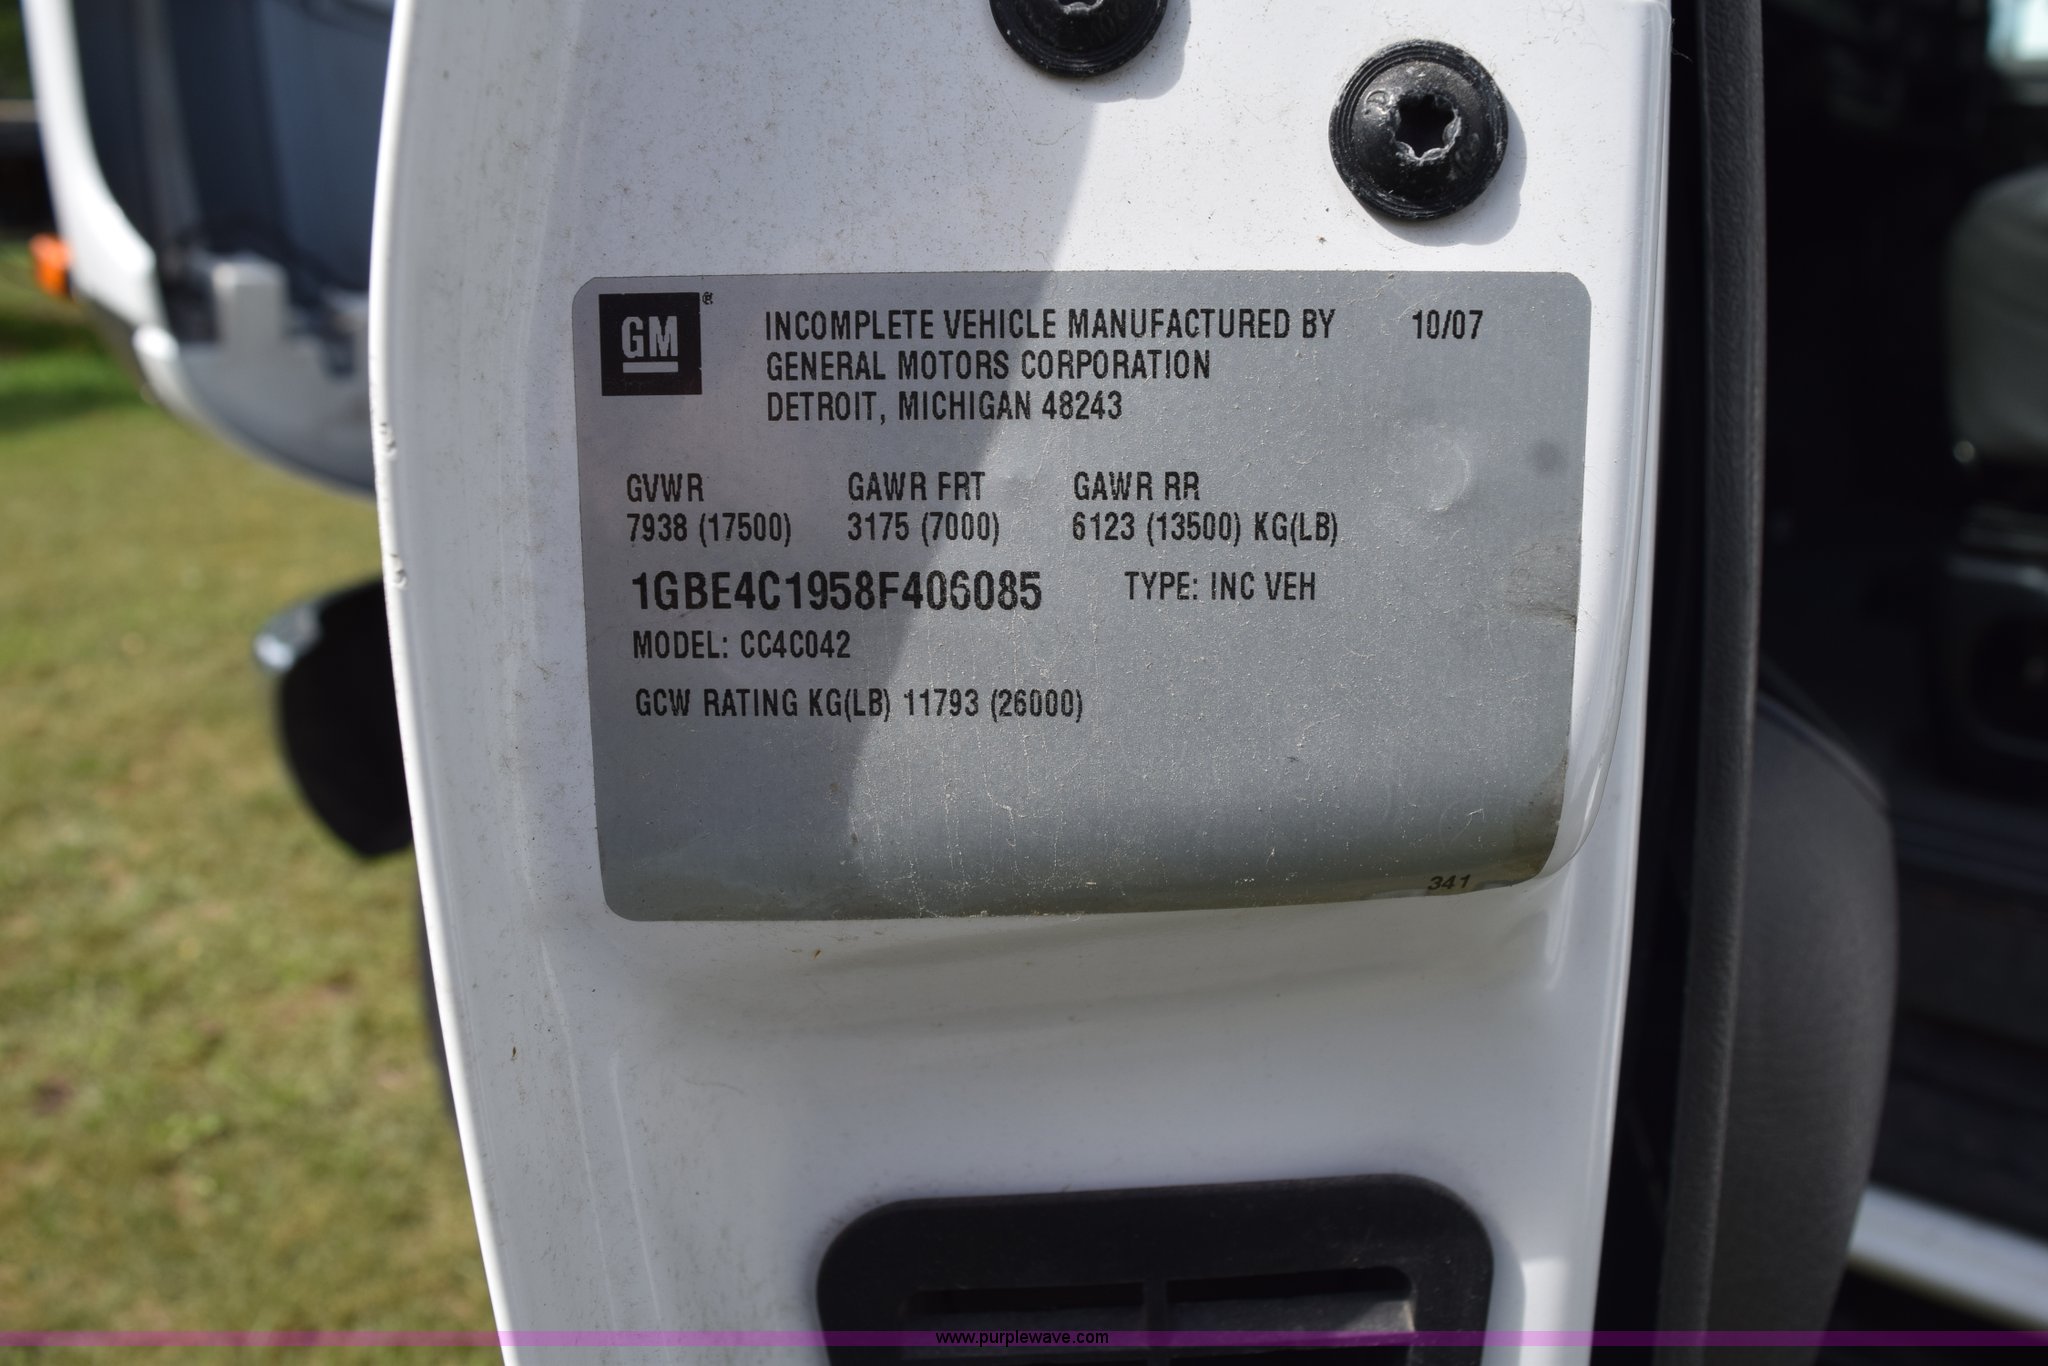 GM®
INCOMPLETE VEHICLE MANUFACTURED BY 10/07
GENERAL MOTORS CORPORATION
DETROIT, MICHIGAN 48243
GVWR GAWR FRT GAWR RR
7938 (17500) 3175 (7000) 6123 (13500) KG(LB)
1GBE4C1958F406085 TYPE: INC VEH
MODEL: CC4C042
GCW RATING KG(LB) 11793 (26000)
341
www.purplewave.com